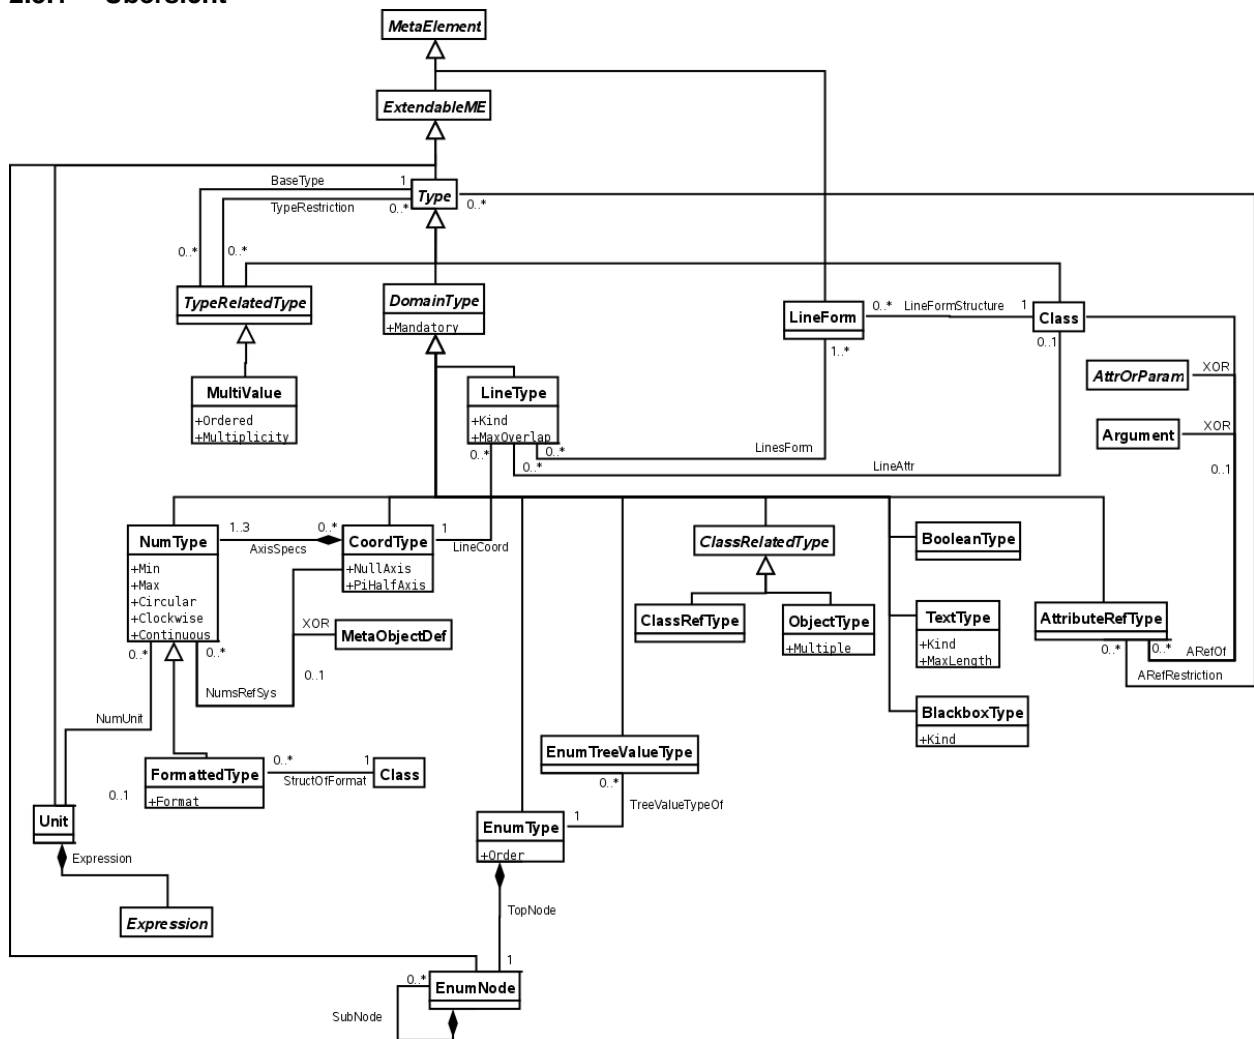 2.3.1 Übersicht
MetaElement
ExtendableME
BaseType
1
Type
TypeRestriction
0..*
0..*
0..*
0..*
TypeRelatedType
DomainType
+Mandatory
LineForm
0..*
LineFormStructure
1
Class
1..*
0..1
MultiValue
+Ordered
+Multiplicity
LineType
+Kind
+MaxOverlap
AttrOrParam
XOR
Argument
XOR
0..*
0..*
LinesForm
0..*
LineAttr
0..1
NumType
+Min
+Max
+Circular
+Clockwise
+Continuous
1..3
AxisSpecs
0..*
CoordType
+NullAxis
+PiHalfAxis
1
LineCoord
ClassRelatedType
BooleanType
ClassRefType
ObjectType
+Multiple
TextType
+Kind
+MaxLength
AttributeRefType
XOR
MetaObjectDef
0..*
0..*
0..*
0..*
ARefOf
ARefRestriction
NumsRefSys
0..1
NumUnit
BlackboxType
+Kind
EnumTreeValueType
FormattedType
+Format
0..*
StructOfFormat
1
Class
0..*
0..1
TreeValueTypeOf
Unit
EnumType
+Order
1
Expression
Expression
TopNode
1
0..*
EnumNode
SubNode